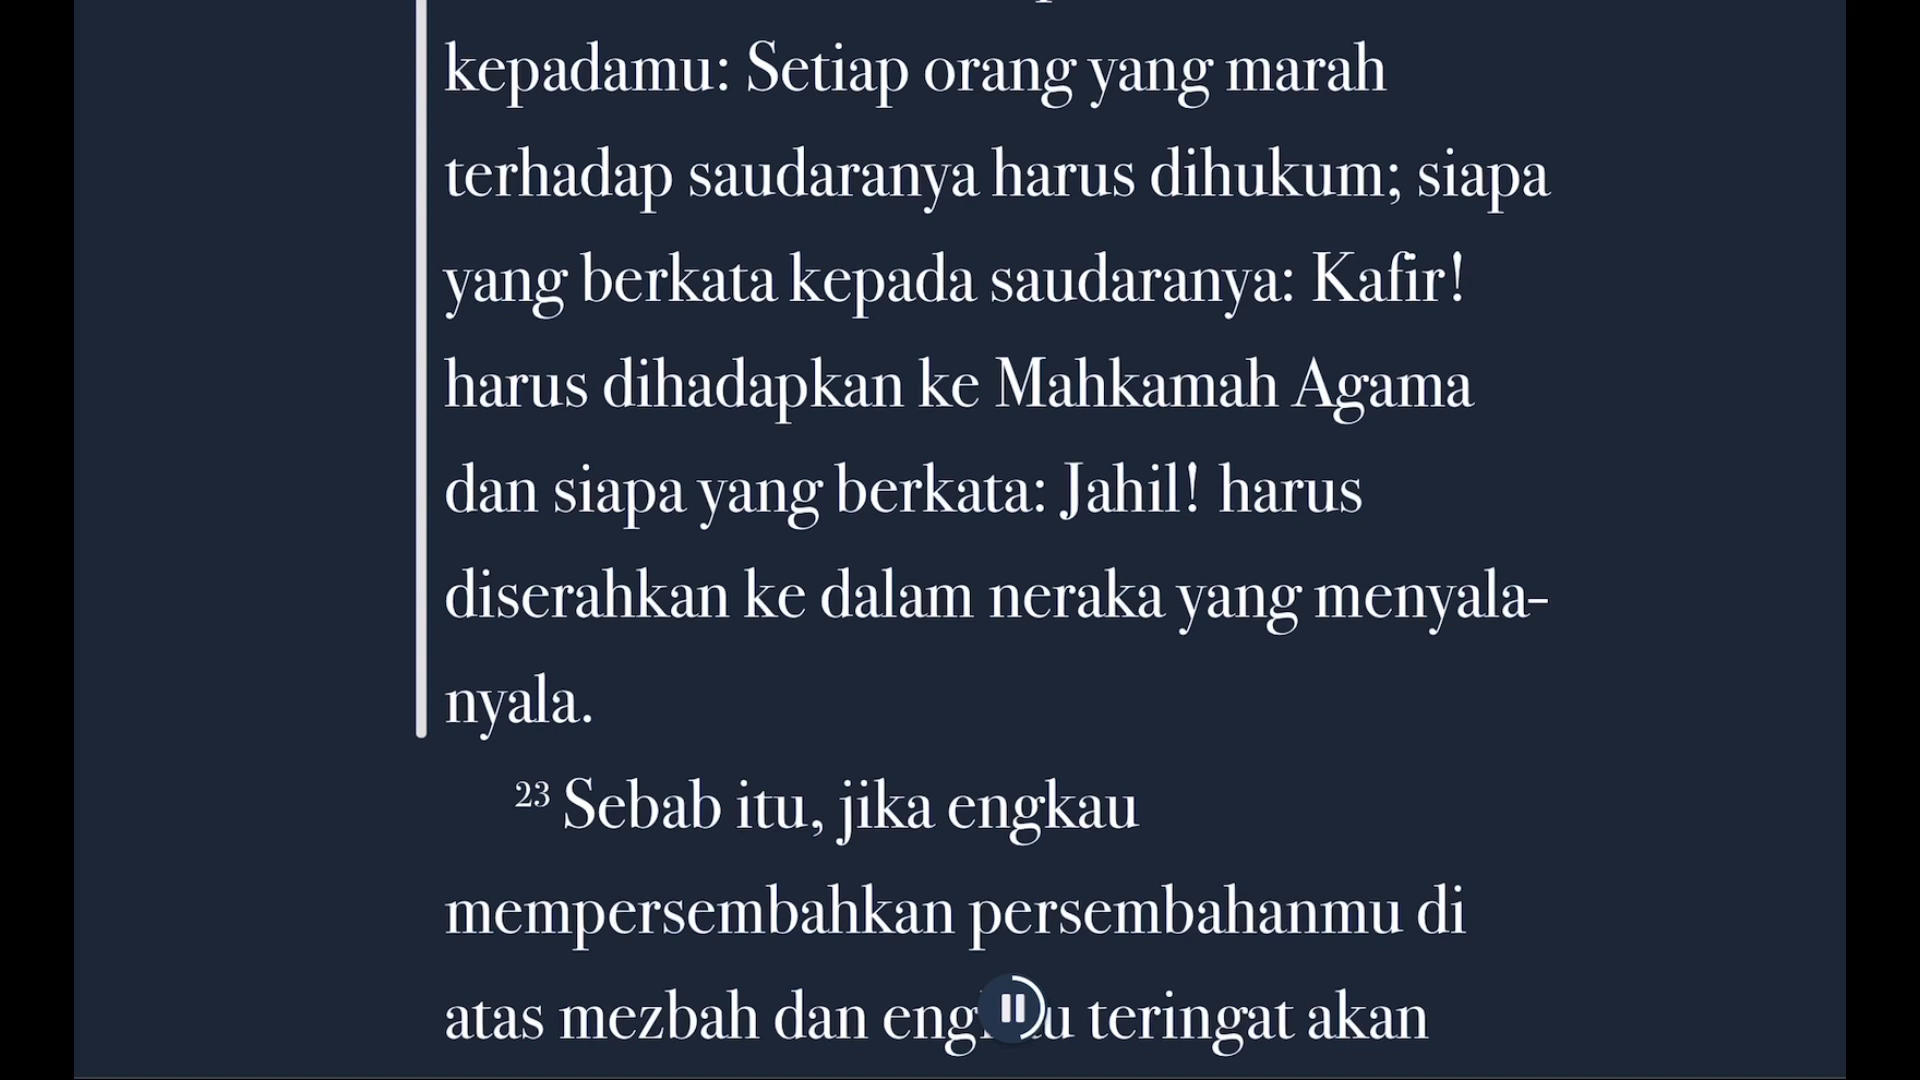 kepadamu: Setiap orang yang marah
terhadap saudaranya harus dihukum; siapa
yang berkata kepada saudaranya: Kafir!
harus dihadapkan ke Mahkamah Agama
dan siapa yang berkata: Jahil! harus
diserahkan ke dalam neraka yang menyala-
nyala.
23 Sebab itu, jika engkau
mempersembahkan persembahanmu di
atas mezbah dan teringat akan